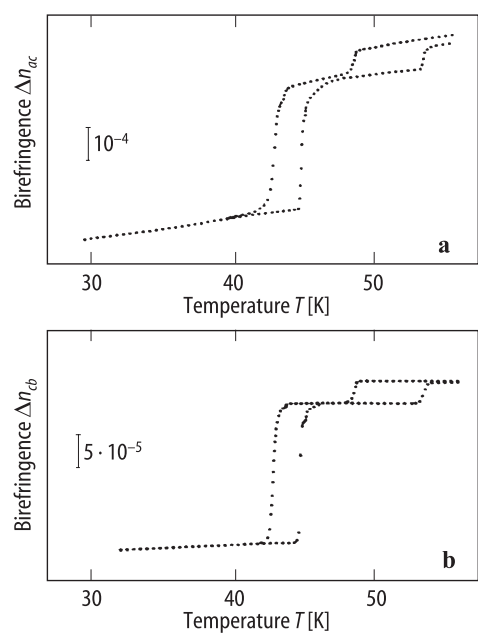 Birefringence Δn_ac
10⁻⁴
a
30 40 50
Temperature T [K]
Birefringence Δn_cb
5 · 10⁻⁵
b
30 40 50
Temperature T [K]